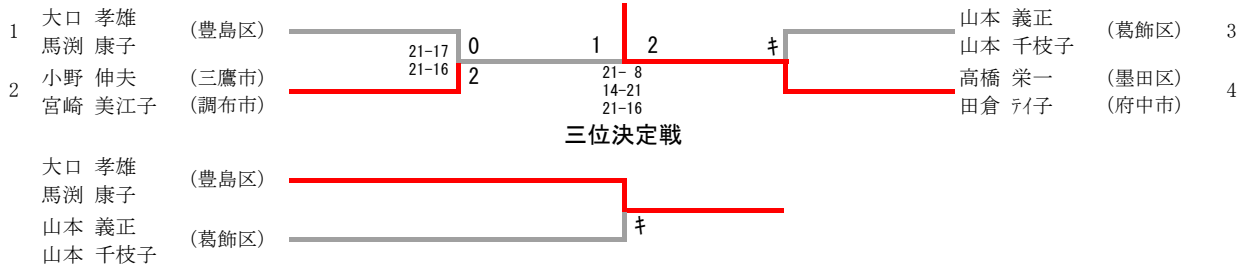 1 大口 孝雄 (豊島区)
馬渕 康子
2 小野 伸夫 (三鷹市)
宮崎 美江子 (調布市)
21-17 0
21-16 2
1 2
21- 8
14-21
21-16
キ
山本 義正 (葛飾区) 3
山本 千枝子
高橋 栄一 (墨田区) 4
田倉 テイ子 (府中市)
三位決定戦
大口 孝雄 (豊島区)
馬渕 康子
山本 義正 (葛飾区)
山本 千枝子
キ